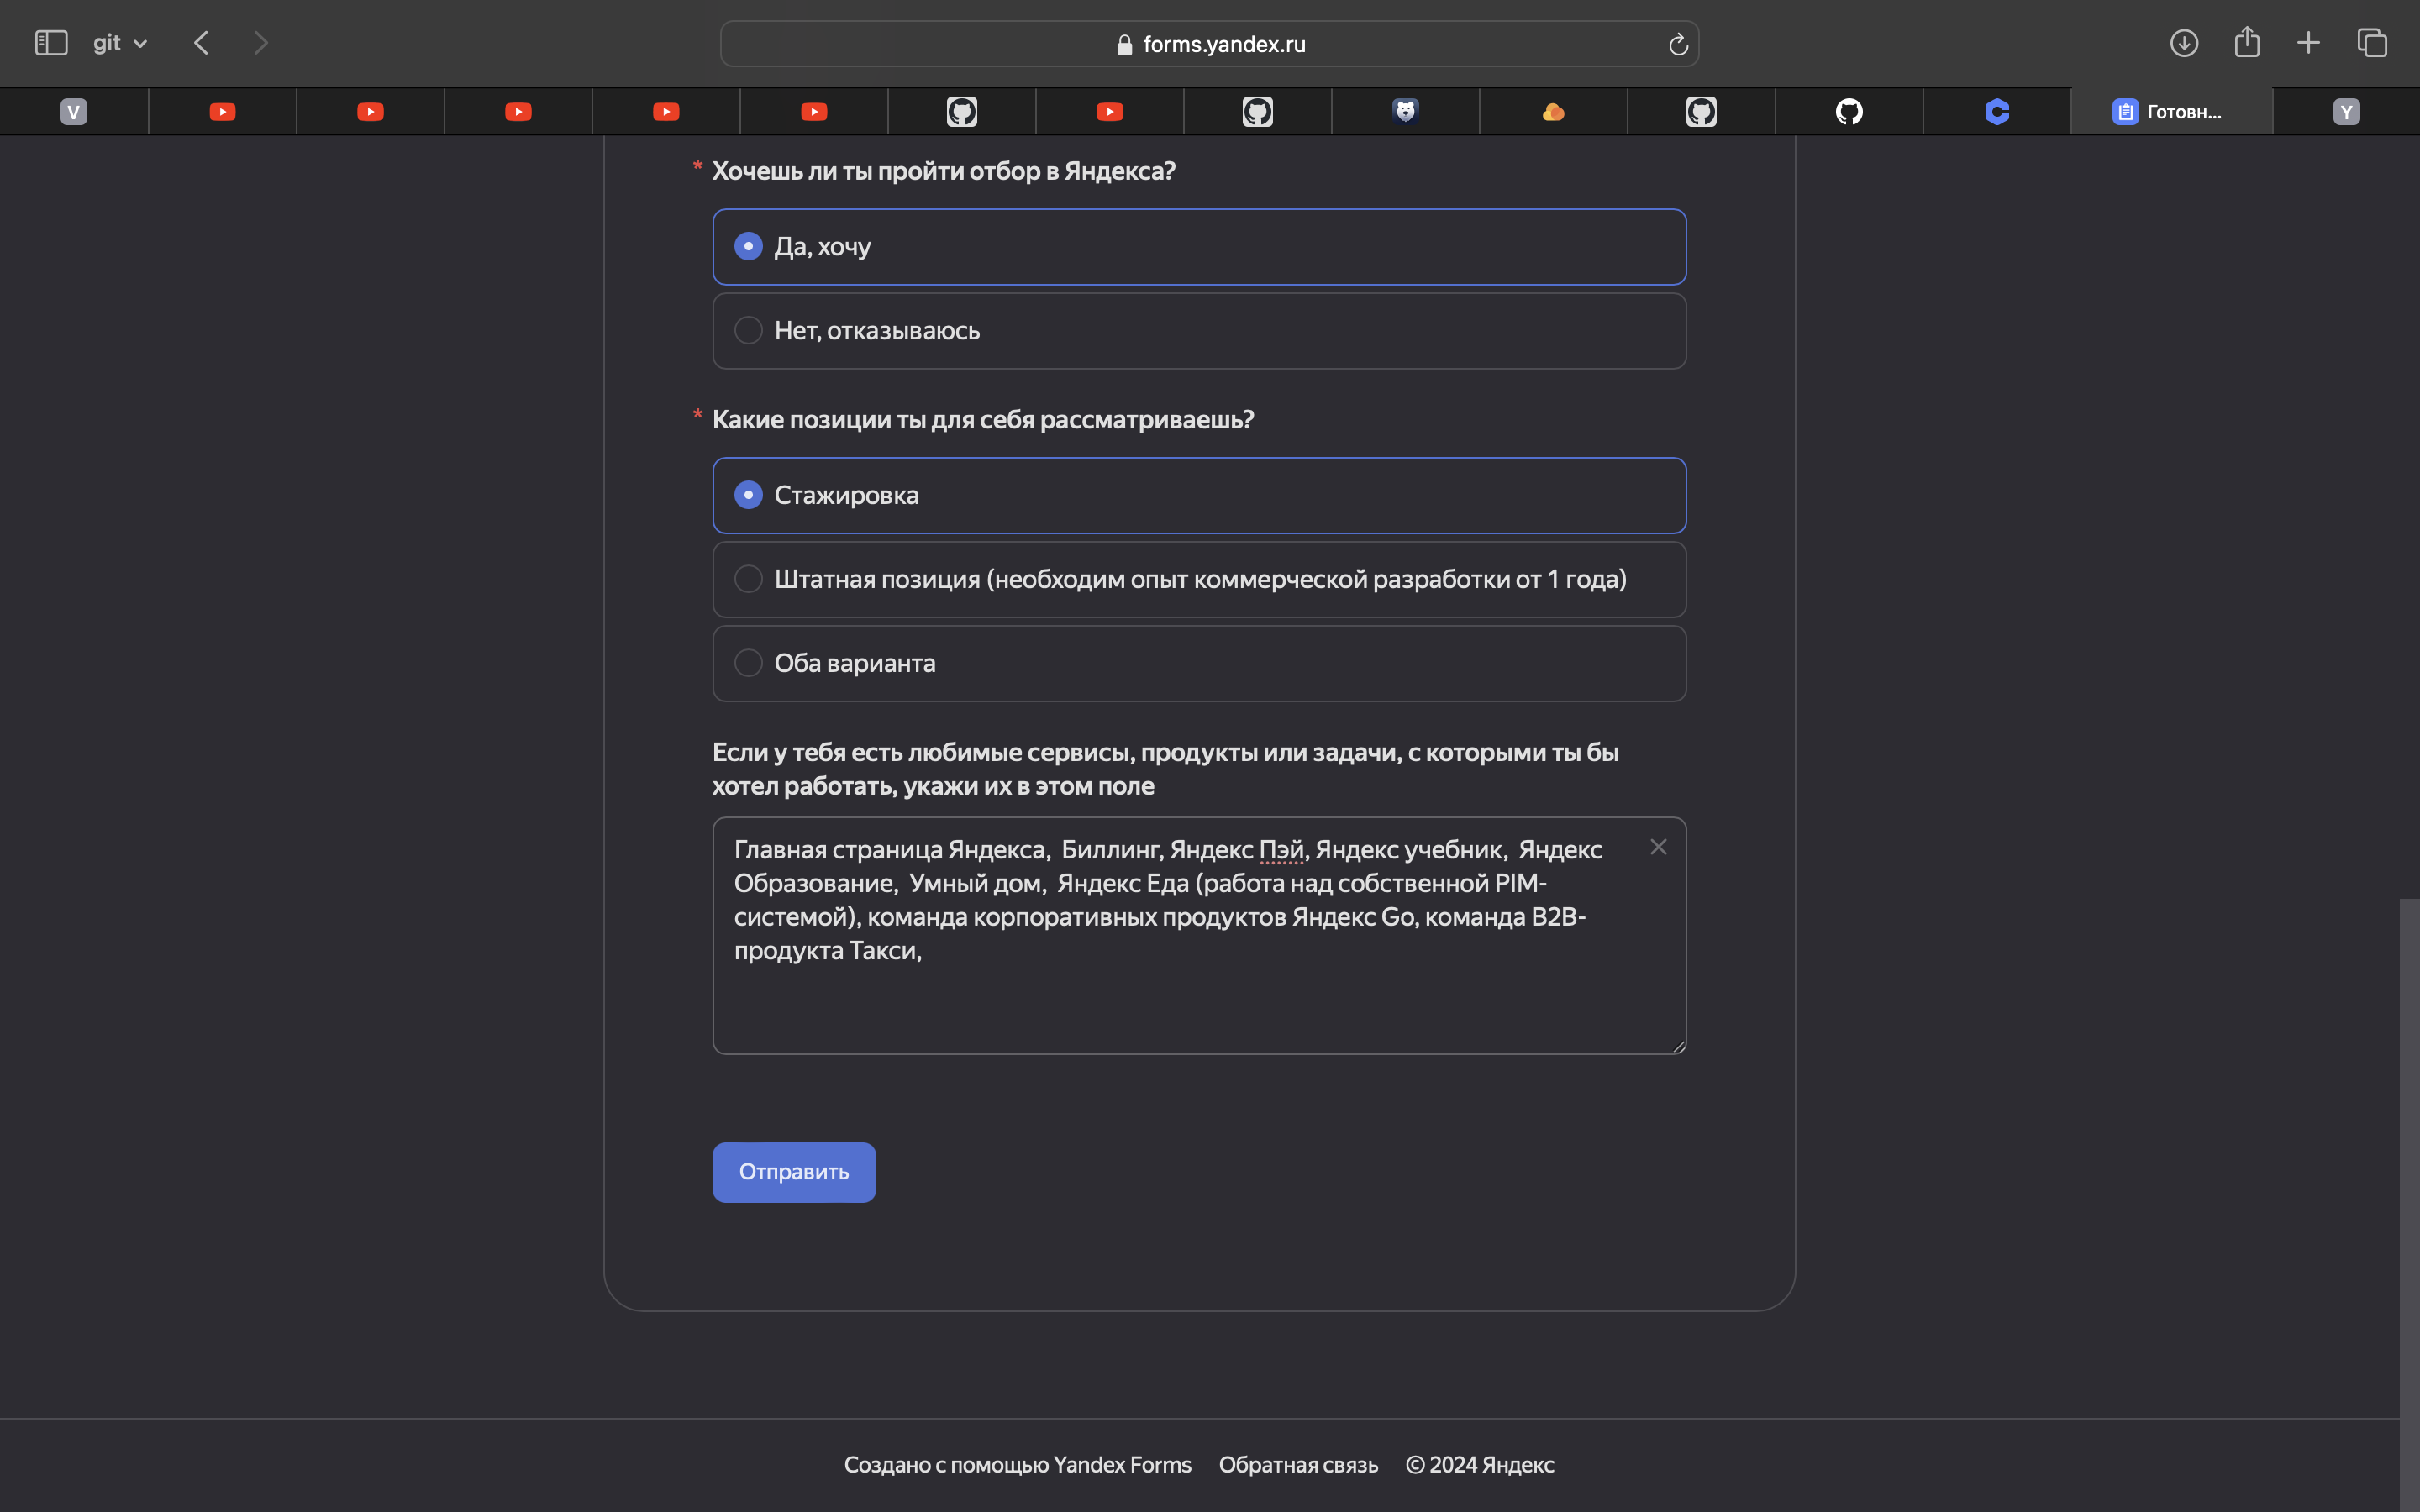 git
forms.yandex.ru
V
Готовн...
Y
* Хочешь ли ты пройти отбор в Яндекса?
Да, хочу
Нет, отказываюсь
* Какие позиции ты для себя рассматриваешь?
Стажировка
Штатная позиция (необходим опыт коммерческой разработки от 1 года)
Оба варианта
Если у тебя есть любимые сервисы, продукты или задачи, с которыми ты бы
хотел работать, укажи их в этом поле
Главная страница Яндекса,  Биллинг, Яндекс Пэй, Яндекс учебник,  Яндекс
Образование,  Умный дом,  Яндекс Еда (работа над собственной PIM-
системой), команда корпоративных продуктов Яндекс Go, команда B2B-
продукта Такси,
Отправить
Создано с помощью Yandex Forms Обратная связь © 2024 Яндекс